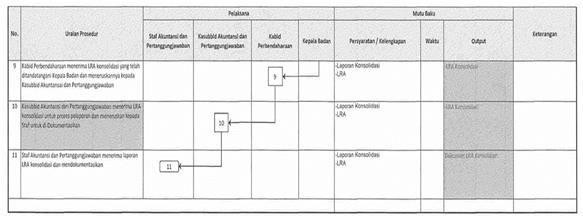 No.
Uraian Prosedur
Pelaksana
Mutu Baku
Keterangan
Staf Akuntansi dan
Pertanggungjawaban
Kasubbid Akuntansi dan
Pertanggungjawaban
Kabid
Perbendaharaan
Kepala Badan
Persyaratan / Kelengkapan
Waktu
Output
9
Kabid Perbendaharaan menerima LRA konsolidasi yang telah
ditandatangani Kepala Badan dan meneruskannya kepada
Kasubbid Akuntansi dan Pertanggungjawaban
9
-Laporan Konsolidasi
-LRA
-LRA Konsolidasi
10
Kasubbid Akuntansi dan Pertanggungjawaban menerima LRA
konsolidasi untuk proses pelaporan dan meneruskan kepada
Staf untuk di Dokumentasikan
10
-Laporan Konsolidasi
-LRA
-LRA Konsolidasi
11
Staf Akuntansi dan Pertanggungjawaban menerima laporan
LRA konsolidasi dan mendokumentasikan
11
-Laporan Konsolidasi
-LRA
Dokumen LRA Konsolidasi